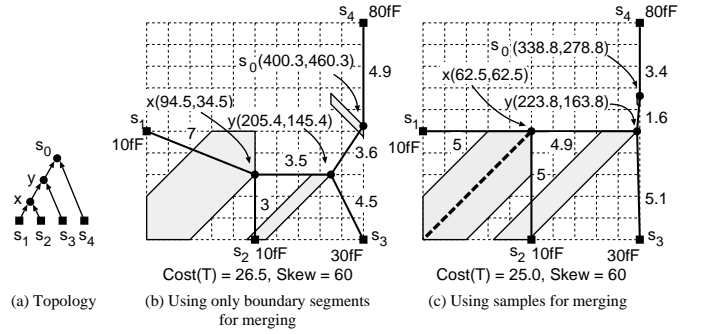 s0
y
x
s1 s2 s3 s4
(a) Topology
s4 80fF
s0(400.3,460.3)
4.9
x(94.5,34.5)
s1
10fF
7
y(205.4,145.4)
3.5
3.6
3
4.5
s3
s2 10fF
30fF
Cost(T) = 26.5, Skew = 60
(b) Using only boundary segments
for merging
s4 80fF
s0(338.8,278.8)
x(62.5,62.5)
3.4
y(223.8,163.8)
1.6
s1
10fF
5
4.9
5
5.1
s3
s2 10fF
30fF
Cost(T) = 25.0, Skew = 60
(c) Using samples for merging